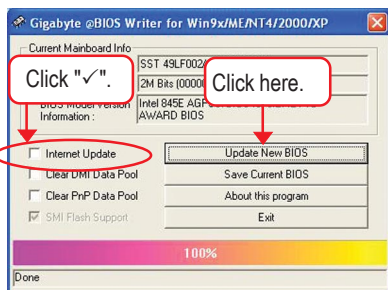 Gigabyte @BIOS Writer for Win9x/ME/NT4/2000/XP
Current Mainboard Info
SST 49LF002
Click "✓".
Click here.
2M Bits
BIOS Model Version
Information :
Intel 845E
AWARD BIOS
Internet Update
Update New BIOS
Clear DMI Data Pool
Save Current BIOS
Clear PnP Data Pool
About this program
SMI Flash Support
Exit
100%
Done